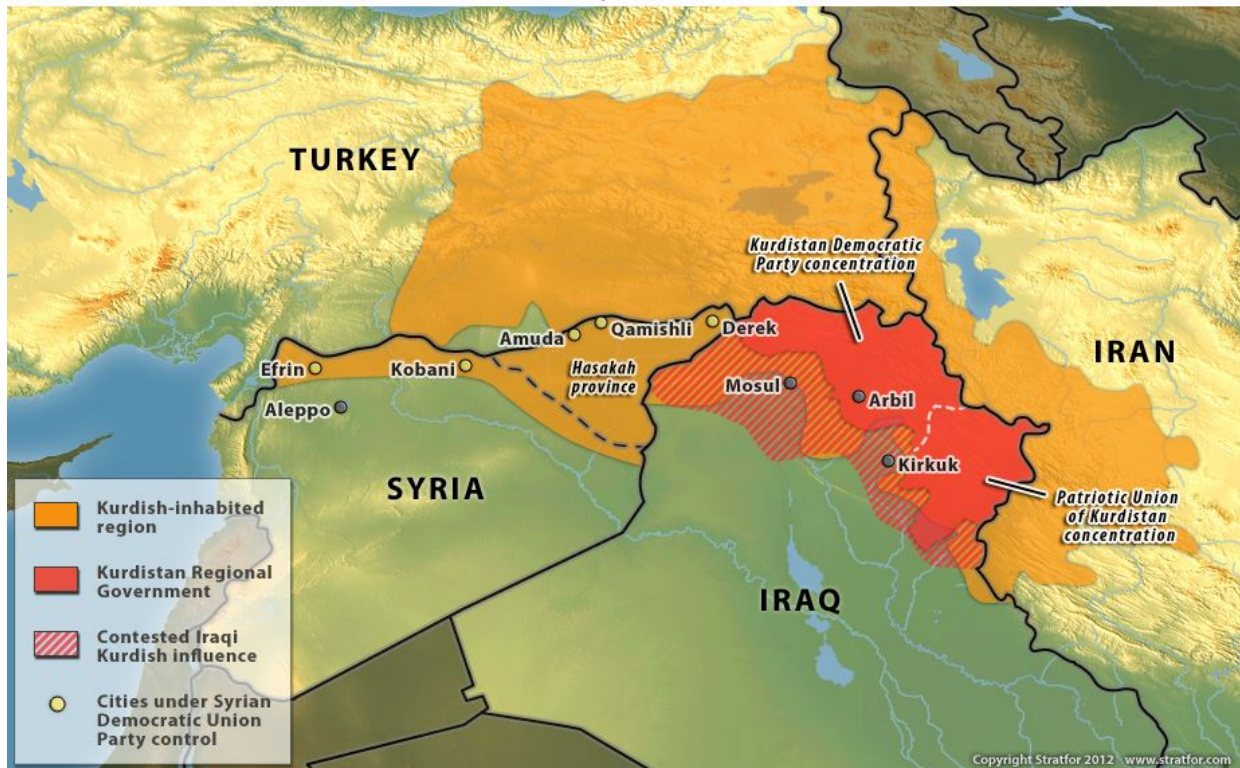 TURKEY
Kurdistan Democratic
Party concentration
Amuda
Qamishli
Derek
Efrin
Kobani
Hasakah
province
Mosul
Arbil
IRAN
Aleppo
Kirkuk
SYRIA
Patriotic Union
of Kurdistan
concentration
IRAQ
Kurdish-inhabited
region
Kurdistan Regional
Government
Contested Iraqi
Kurdish influence
Cities under Syrian
Democratic Union
Party control
Copyright Stratfor 2012 www.stratfor.com